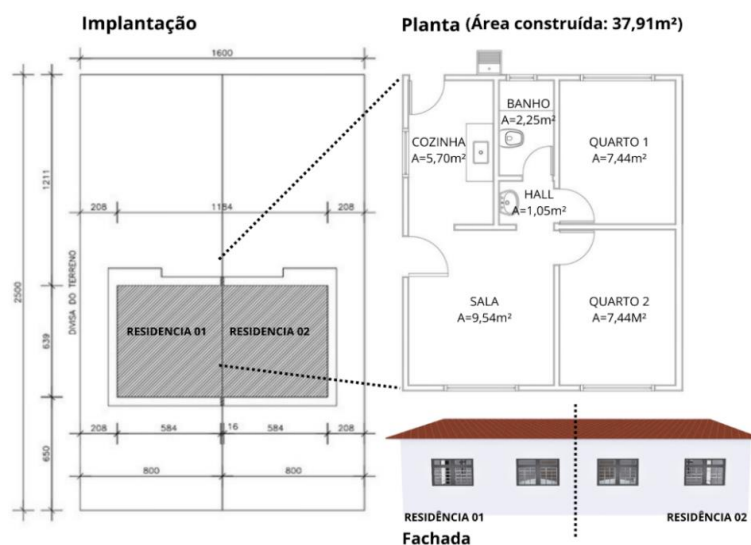 Implantação
Planta (Área construída: 37,91m²)
1600
BANHO
A=2,25m²
COZINHA
A=5,70m²
QUARTO 1
A=7,44m²
1211
HALL
A=1,05m²
208
1184
208
DIVISA DO TERRENO
2500
RESIDENCIA 01
RESIDENCIA 02
639
SALA
A=9,54m²
QUARTO 2
A=7,44M²
208
584
16
584
208
650
800
800
RESIDÊNCIA 01
RESIDÊNCIA 02
Fachada